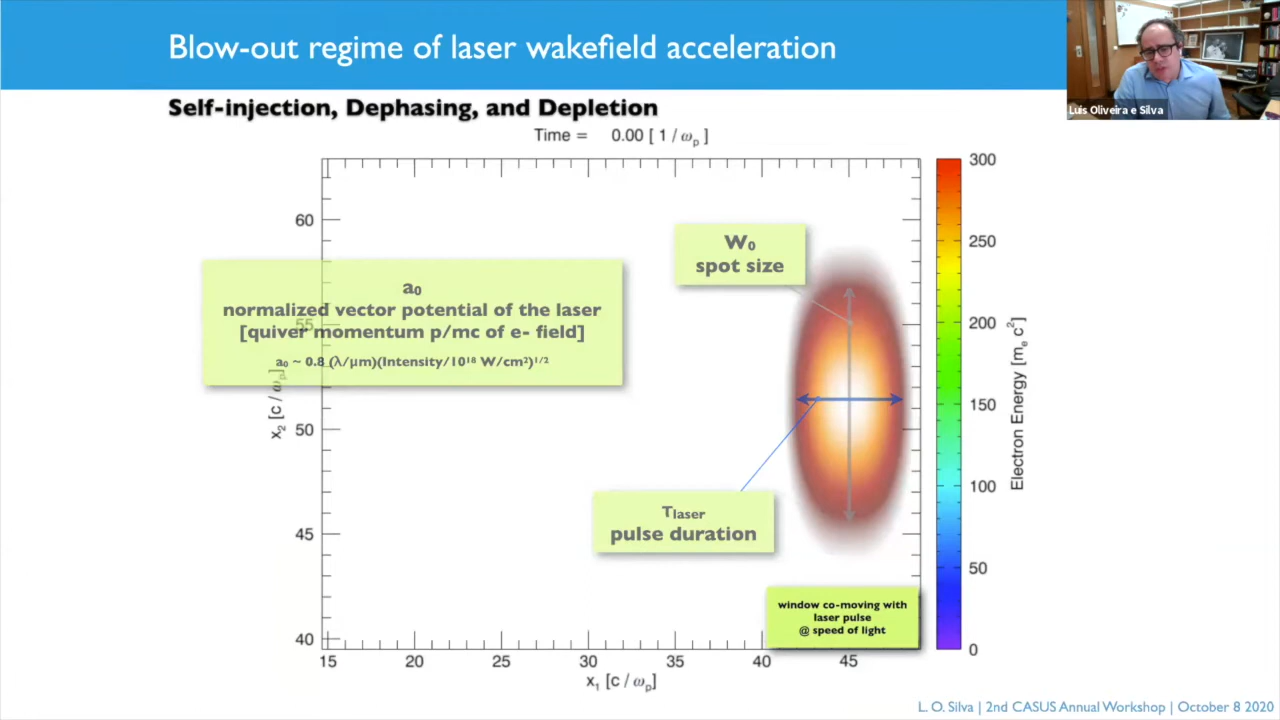 Blow-out regime of laser wakefield acceleration
Luis Oliveira e Silva
Self-injection, Dephasing, and Depletion
Time = 0.00 [ 1 / ωp ]
W₀
spot size
a₀
normalized vector potential of the laser
[quiver momentum p/mc of e- field]
a₀ ~ 0.8 (λ/μm)(Intensity/10¹⁸ W/cm²)¹/²
Tlaser
pulse duration
window co-moving with
laser pulse
@ speed of light
60
55
50
45
40
x₂ [c / ωp]
15 20 25 30 35 40 45
x₁ [c / ωp]
300
250
200
150
100
50
0
Electron Energy [mₑ c²]
L. O. Silva | 2nd CASUS Annual Workshop | October 8 2020